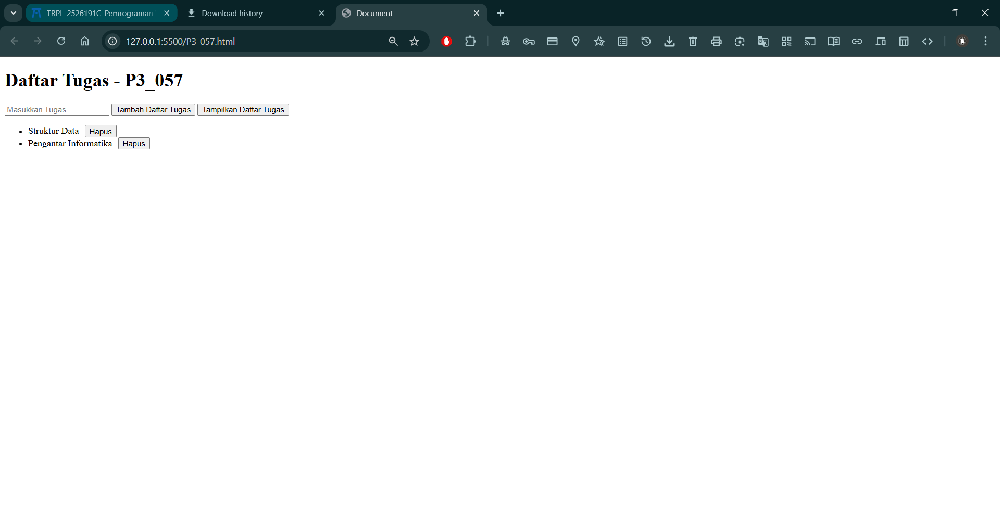 TRPL_2526191C_Pemrograman
Download history
Document
127.0.0.1:5500/P3_057.html
Daftar Tugas - P3_057
Masukkan Tugas
Tambah Daftar Tugas
Tampilkan Daftar Tugas
Struktur Data Hapus
Pengantar Informatika Hapus